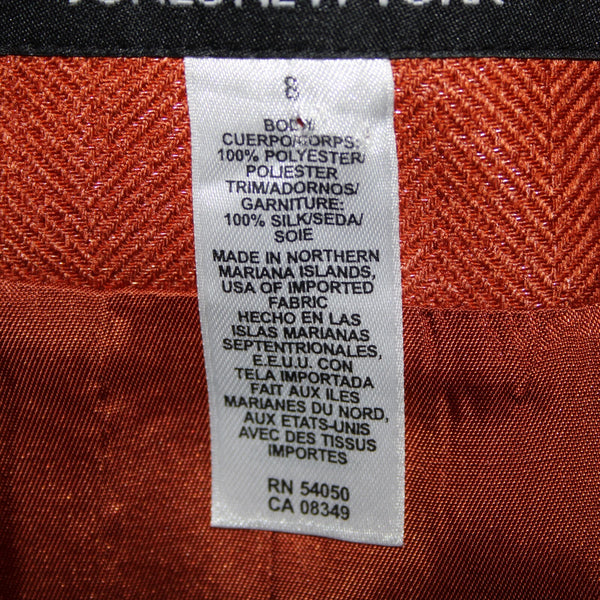 8
BODY/
CUERPO/CORPS:
100% POLYESTER/
POLIESTER
TRIM/ADORNOS/
GARNITURE:
100% SILK/SEDA/
SOIE
MADE IN NORTHERN
MARIANA ISLANDS,
USA OF IMPORTED
FABRIC
HECHO EN LAS
ISLAS MARIANAS
SEPTENTRIONALES,
E.E.U.U. CON
TELA IMPORTADA
FAIT AUX ILES
MARIANES DU NORD,
AUX ETATS-UNIS
AVEC DES TISSUS
IMPORTES
RN 54050
CA 08349